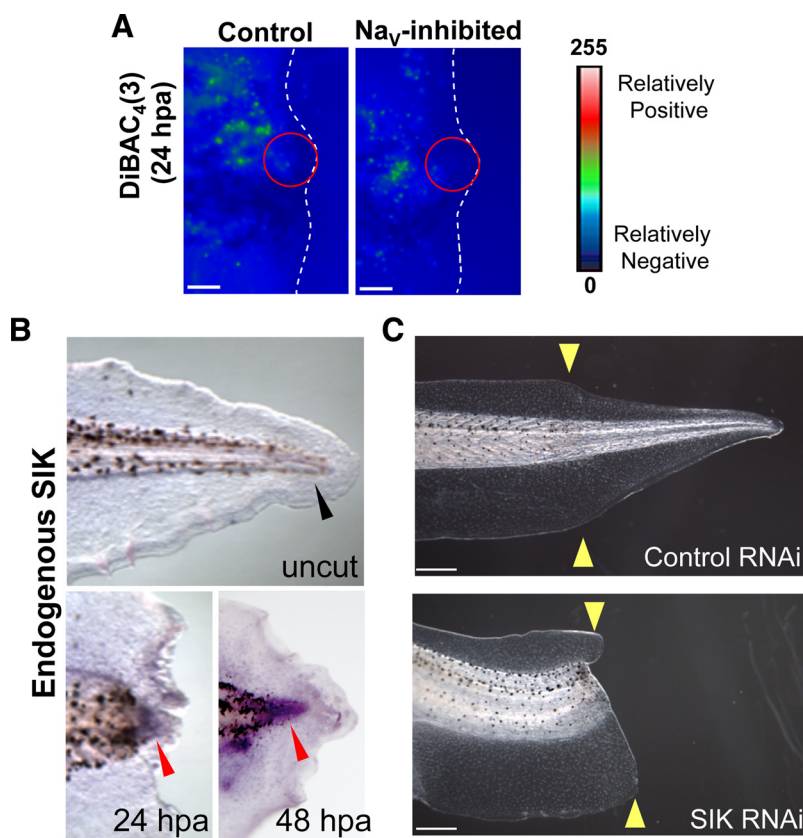 A
Control
NaV-inhibited
DiBAC4(3)
(24 hpa)
255
Relatively
Positive
Relatively
Negative
0
B
Endogenous SIK
uncut
24 hpa
48 hpa
C
Control RNAi
SIK RNAi